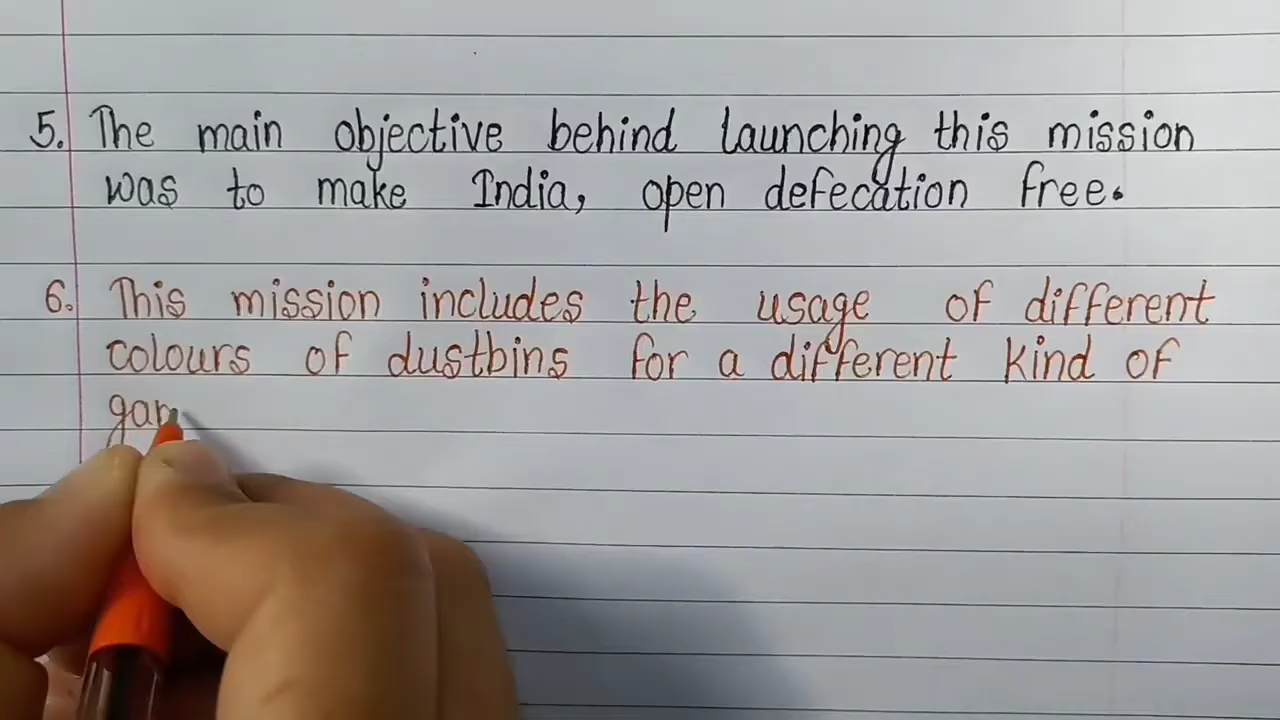 5. The main objective behind launching this mission
was to make India, open defecation free.
6. This mission includes the usage of different
colours of dustbins for a different kind of
gar